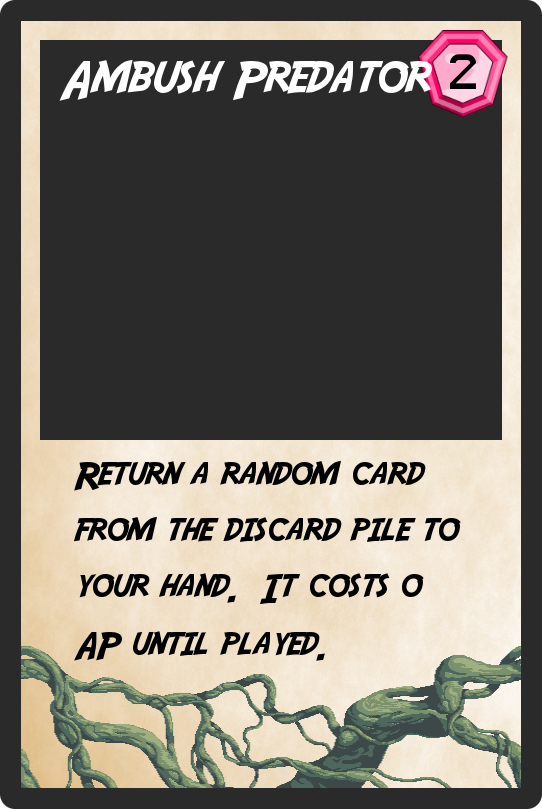 Ambush Predator 2
Return a random card
from the discard pile to
your hand. It costs 0
AP until played.